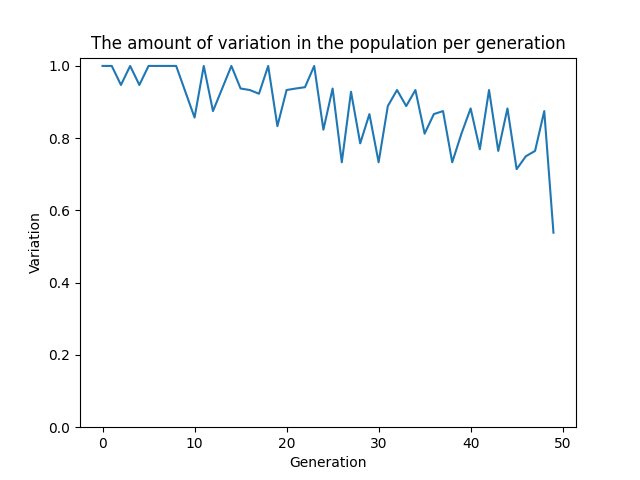 The amount of variation in the population per generation
1.0
0.8
0.6
0.4
0.2
0.0
Variation
0 10 20 30 40 50
Generation